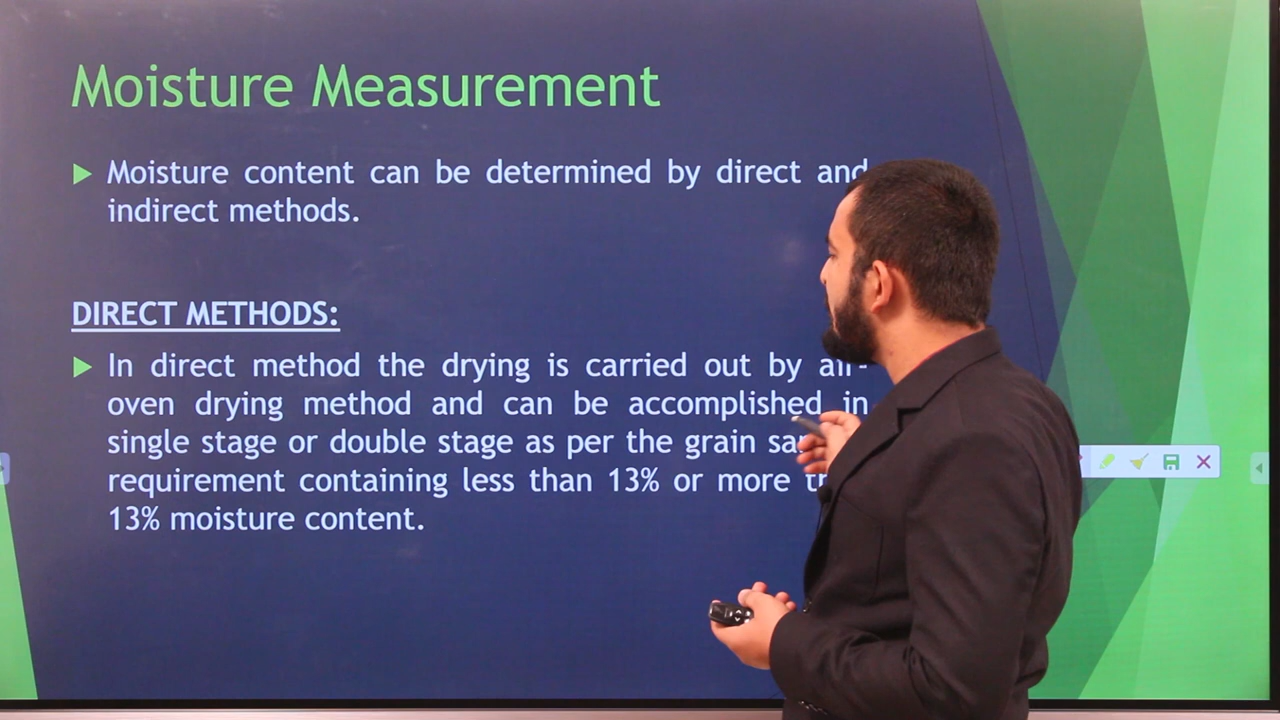 Moisture Measurement
Moisture content can be determined by direct and
indirect methods.
DIRECT METHODS:
In direct method the drying is carried out by air-
oven drying method and can be accomplished in
single stage or double stage as per the grain
requirement containing less than 13% or more
13% moisture content.